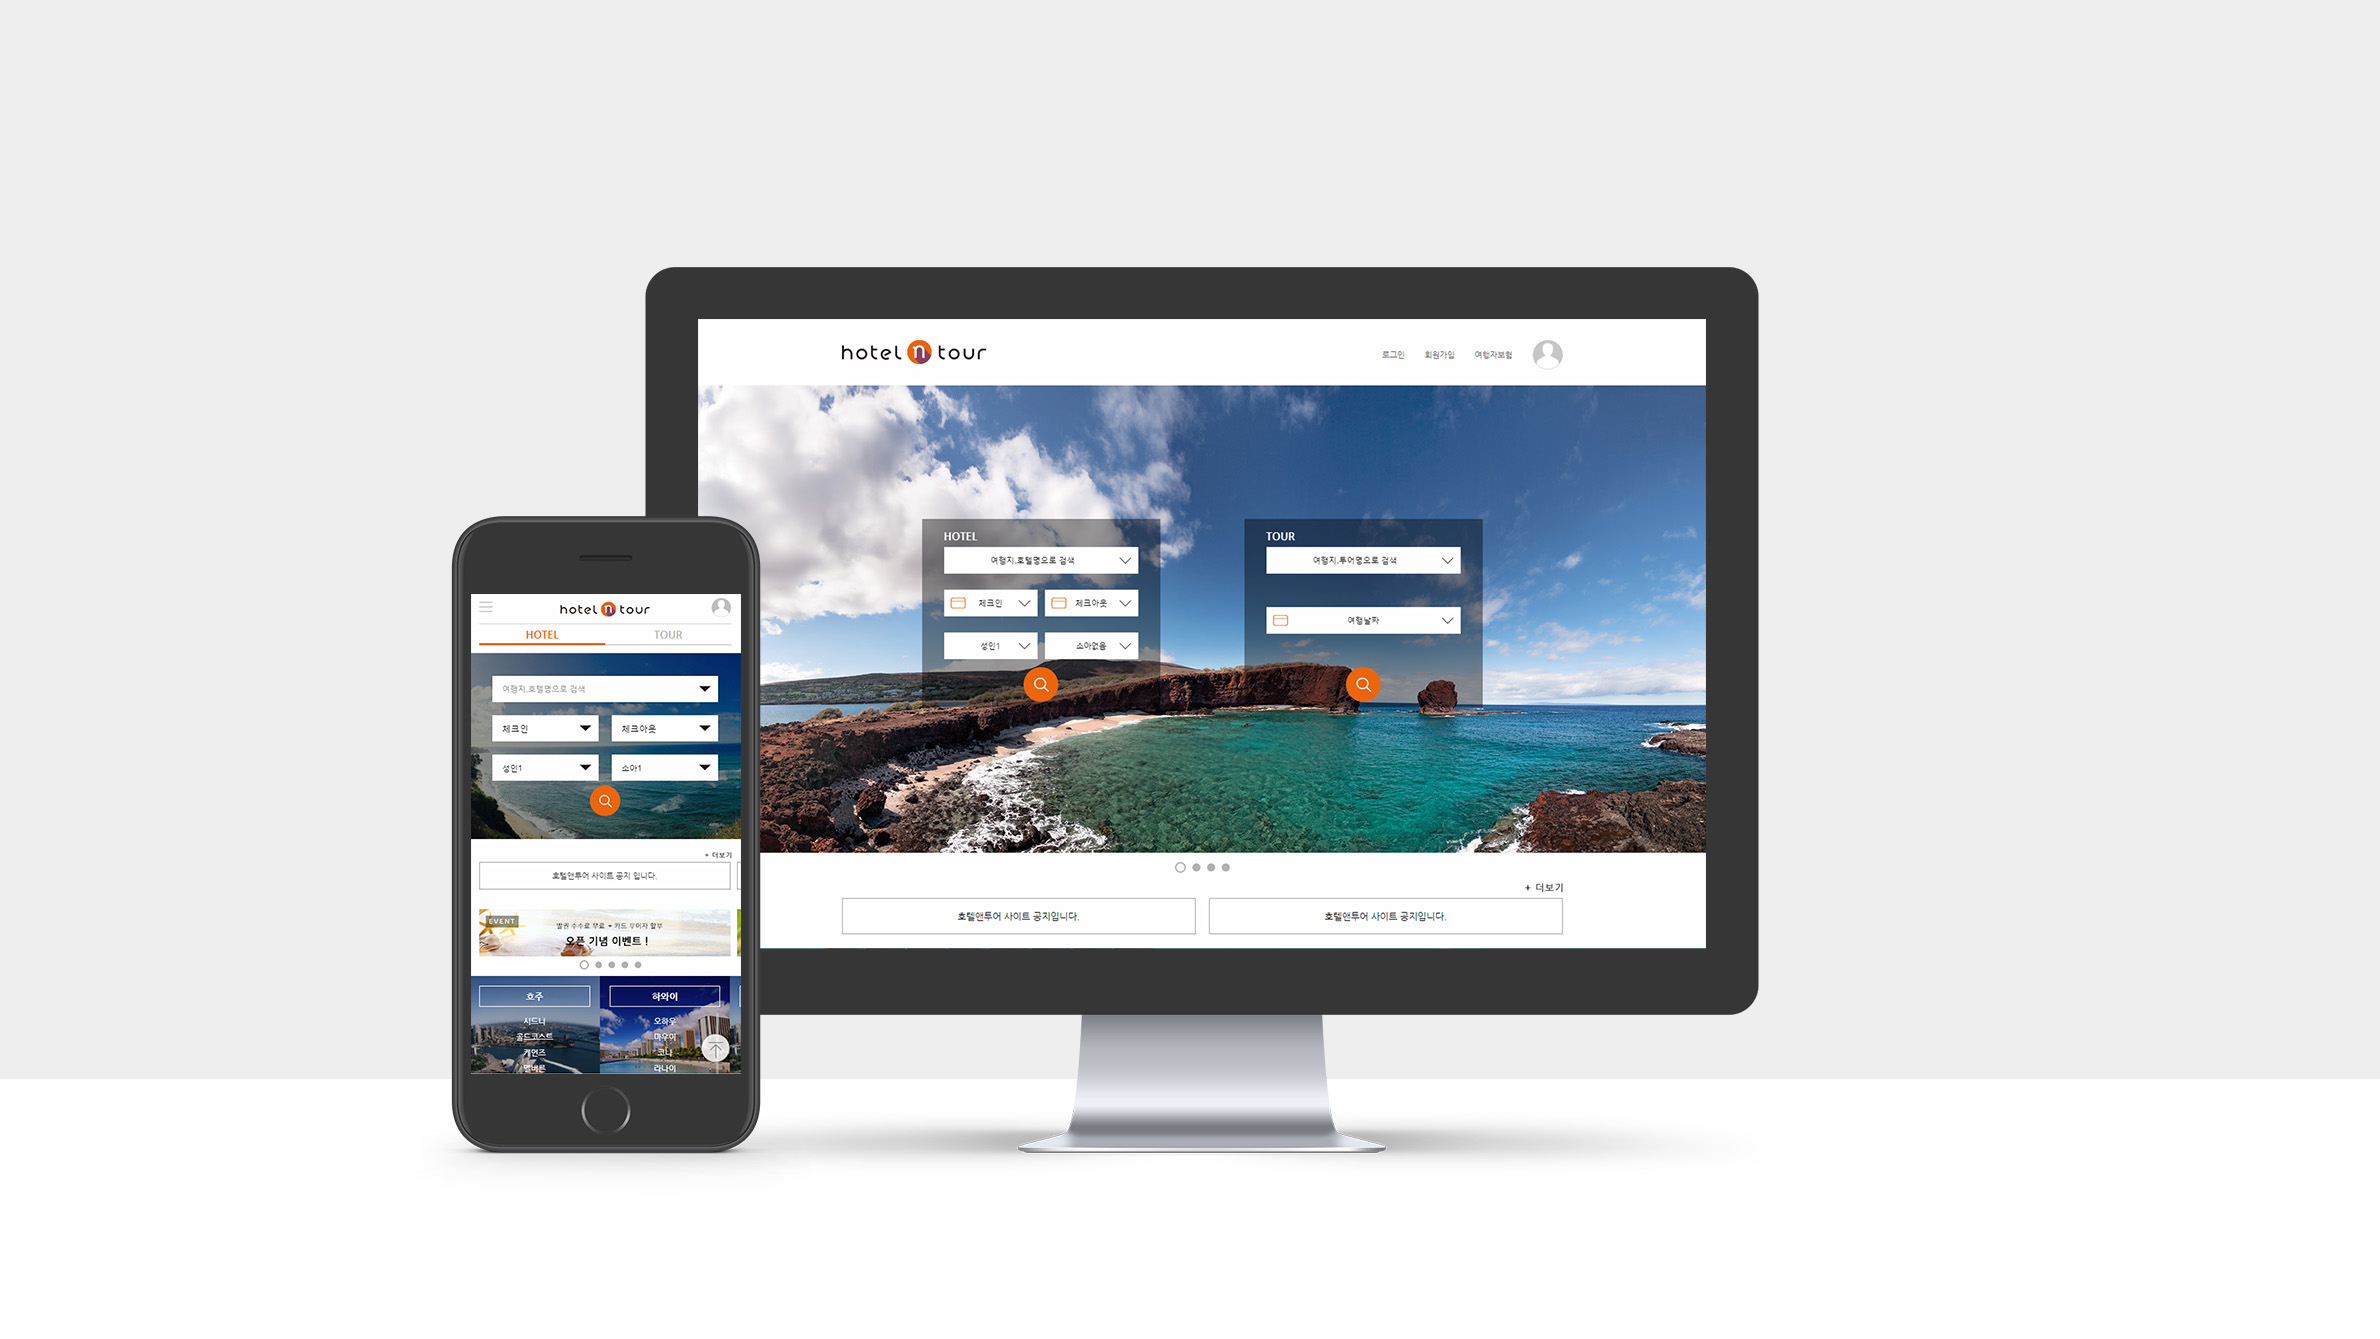 hotel n tour
로그인 회원가입 여행자보험
HOTEL
여행지,호텔명으로 검색
체크인 체크아웃
성인1 소아없음
TOUR
여행지,투어명으로 검색
여행날짜
+ 더보기
호텔앤투어 사이트 공지입니다.
호텔앤투어 사이트 공지입니다.
hotel n tour
HOTEL TOUR
여행지,호텔명으로 검색
체크인 체크아웃
성인1 소아1
+ 더보기
호텔앤투어 사이트 공지 입니다.
EVENT
발권 수수료 무료 + 카드 무이자 할부
오픈 기념 이벤트 !
호주
시드니
골드코스트
케언즈
멜버른
하와이
오하우
마우이
코나
라나이